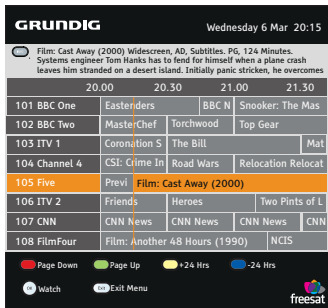 GRUNDIG
Wednesday 6 Mar 20:15
Film: Cast Away (2000) Widescreen, AD, Subtitles. PG, 124 Minutes.
Systems engineer Tom Hanks has to fend for himself when a plane crash
leaves him stranded on a desert island. Initially panic stricken, he overcomes
20.00 20.30 21.00 21.30
101 BBC One Eastenders BBC N Snooker: The Mas
102 BBC Two MasterChef Torchwood Top Gear
103 ITV 1 Coronation S The Bill Mat
104 Channel 4 CSI: Crime In Road Wars Relocation Relocat
105 Five Previ Film: Cast Away (2000)
106 ITV 2 Friends Heroes Two Pints of L
107 CNN CNN News CNN News CNN News CNN
108 FilmFour Film: Another 48 Hours (1990) NCIS
Page Down Page Up +24 Hrs -24 Hrs
OK Watch Exit Exit Menu
freesat